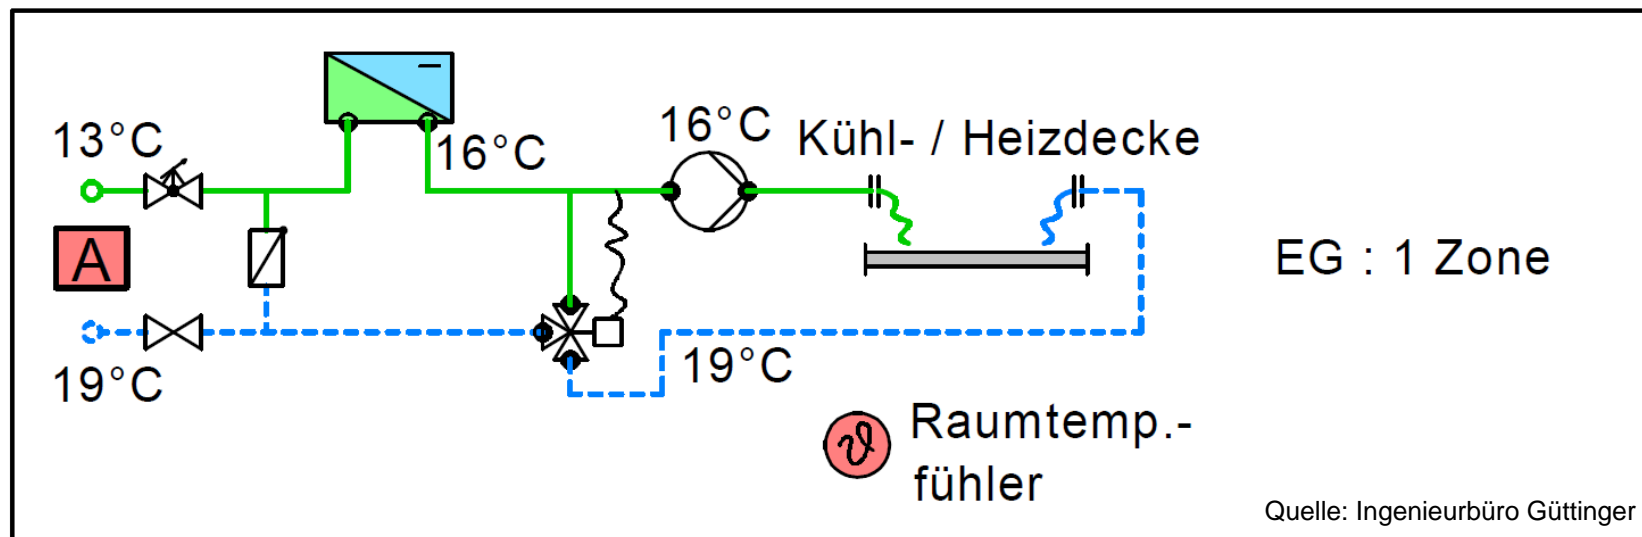 13°C
16°C
16°C
Kühl- / Heizdecke
A
EG : 1 Zone
19°C
19°C
ϑ
Raumtemp.-
fühler
Quelle: Ingenieurbüro Güttinger